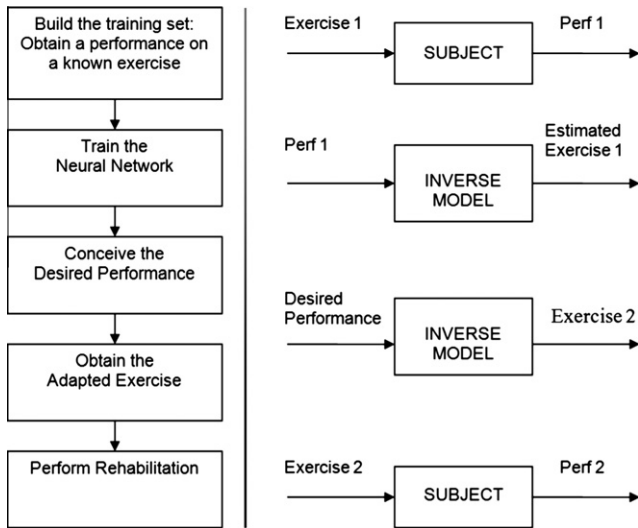 Build the training set:
Obtain a performance on
a known exercise
Train the
Neural Network
Conceive the
Desired Performance
Obtain the
Adapted Exercise
Perform Rehabilitation
Exercise 1
SUBJECT
Perf 1
Perf 1
INVERSE
MODEL
Estimated
Exercise 1
Desired
Performance
INVERSE
MODEL
Exercise 2
Exercise 2
SUBJECT
Perf 2